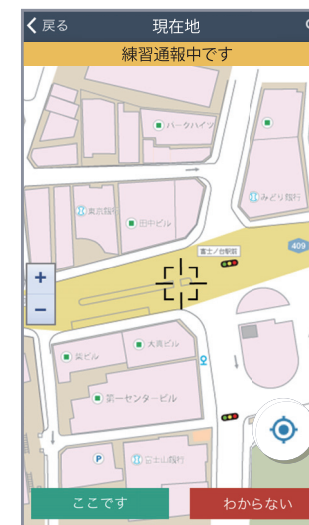 戻る
現在地
練習通報中です
パークハイツ
みどり銀行
東京銀行
田中ビル
富士ノ台駅前
409
+
−
大真ビル
栄ビル
第一センタービル
P
富士山銀行
ここです
わからない